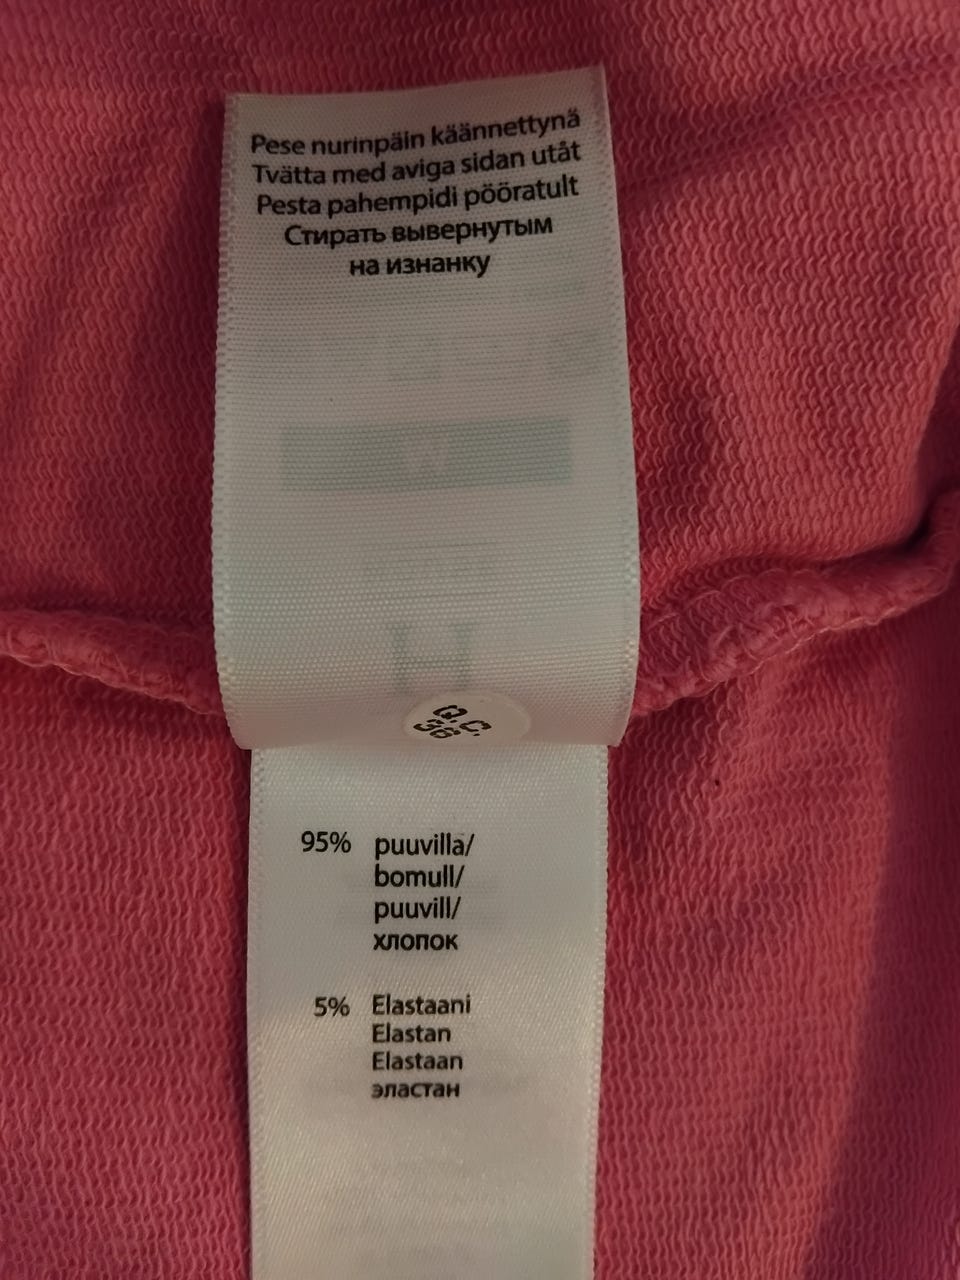 Pese nurinpäin käännettynä
Tvätta med aviga sidan utåt
Pesta pahempidi pööratult
Стирать вывернутым
на изнанку
Q.C
36
95% puuvilla/
bomull/
puuvill/
хлопок
5% Elastaani
Elastan
Elastaan
эластан